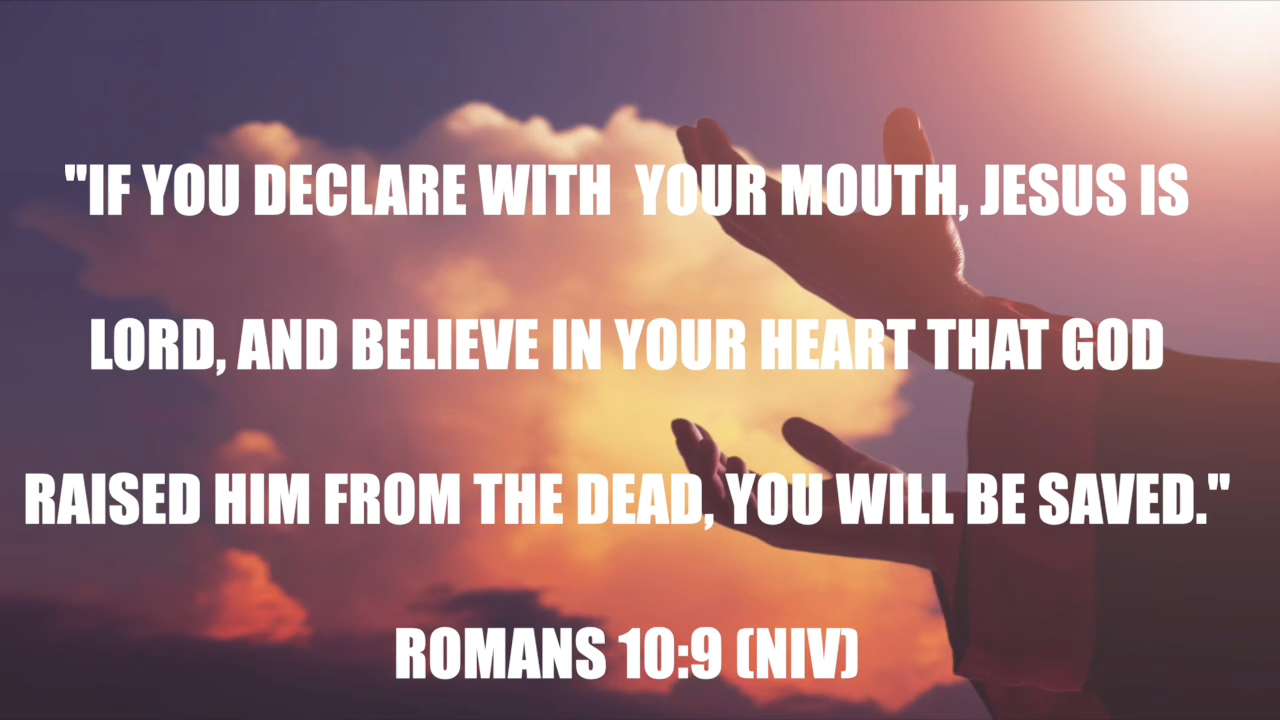 "IF YOU DECLARE WITH  YOUR MOUTH, JESUS IS
LORD, AND BELIEVE IN YOUR HEART THAT GOD
RAISED HIM FROM THE DEAD, YOU WILL BE SAVED."
ROMANS 10:9 (NIV)